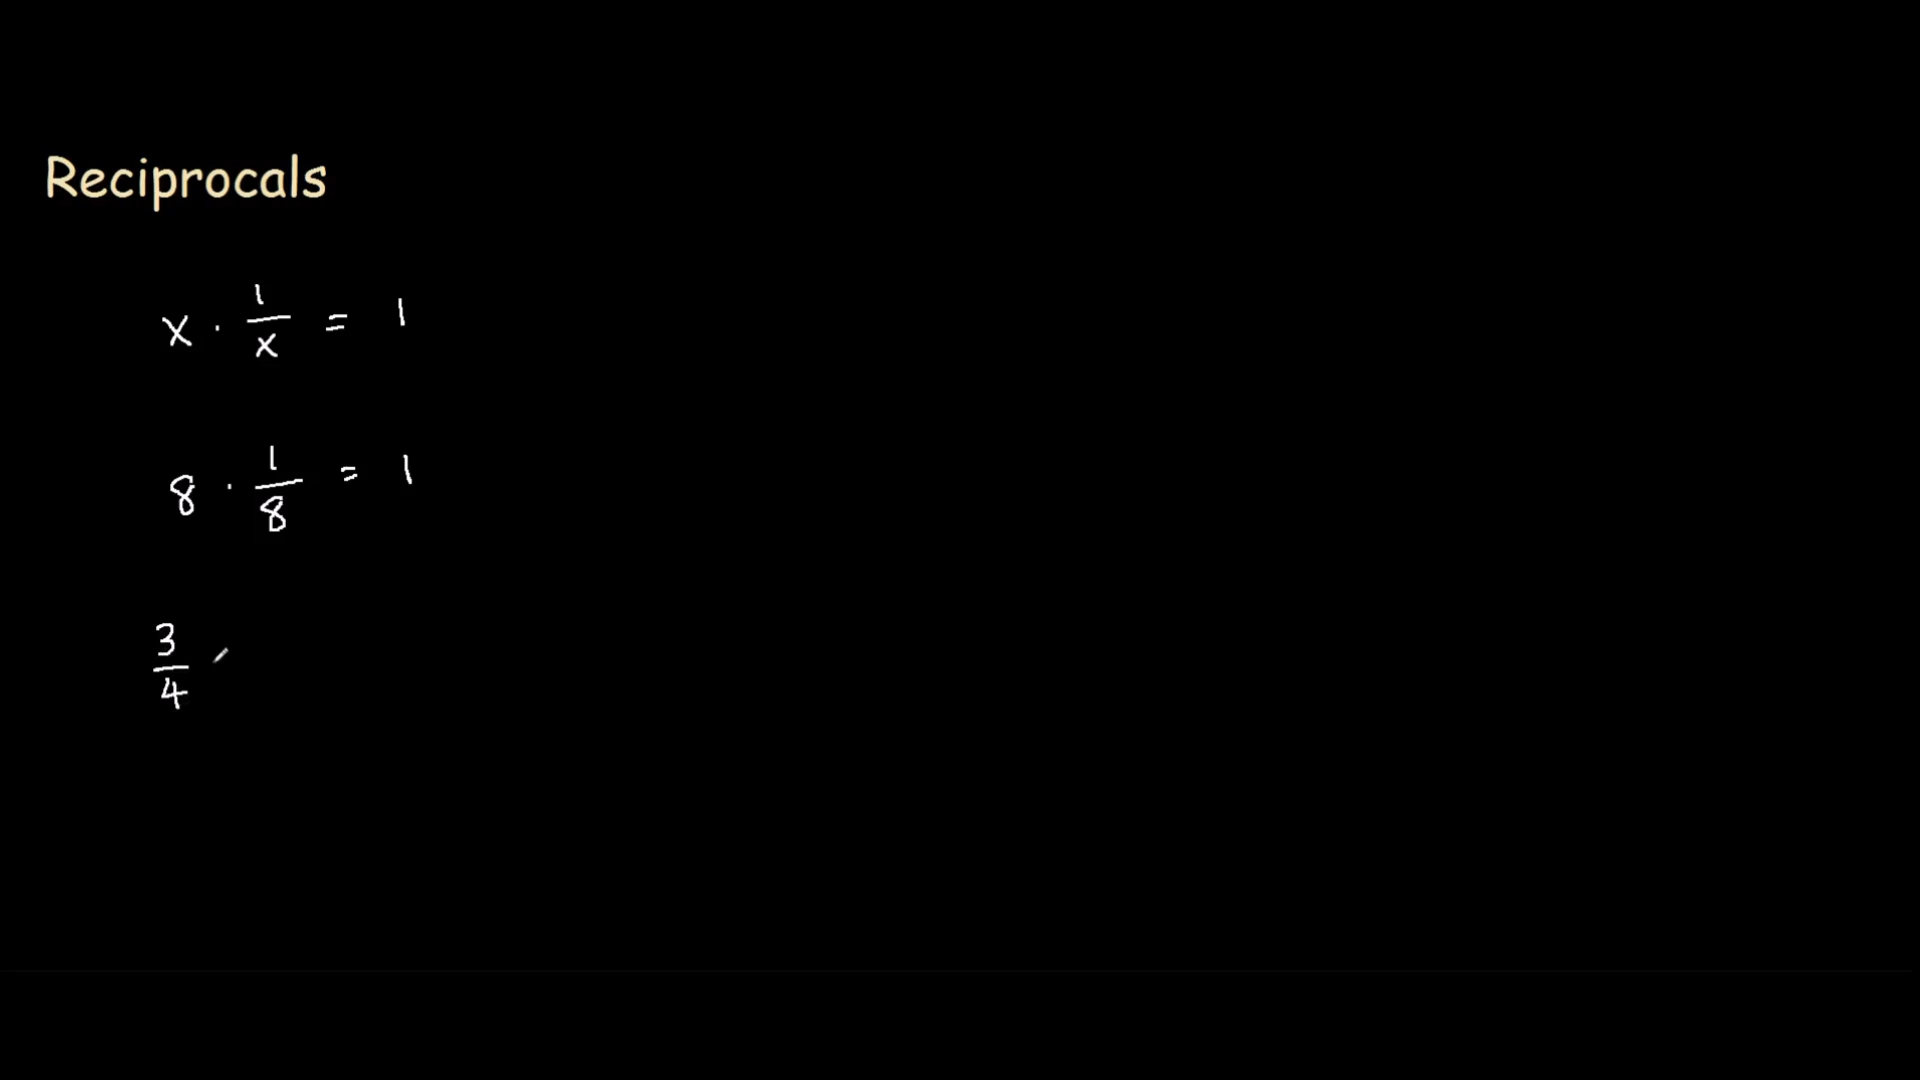 Reciprocals
x · 1/x = 1
8 · 1/8 = 1
3/4